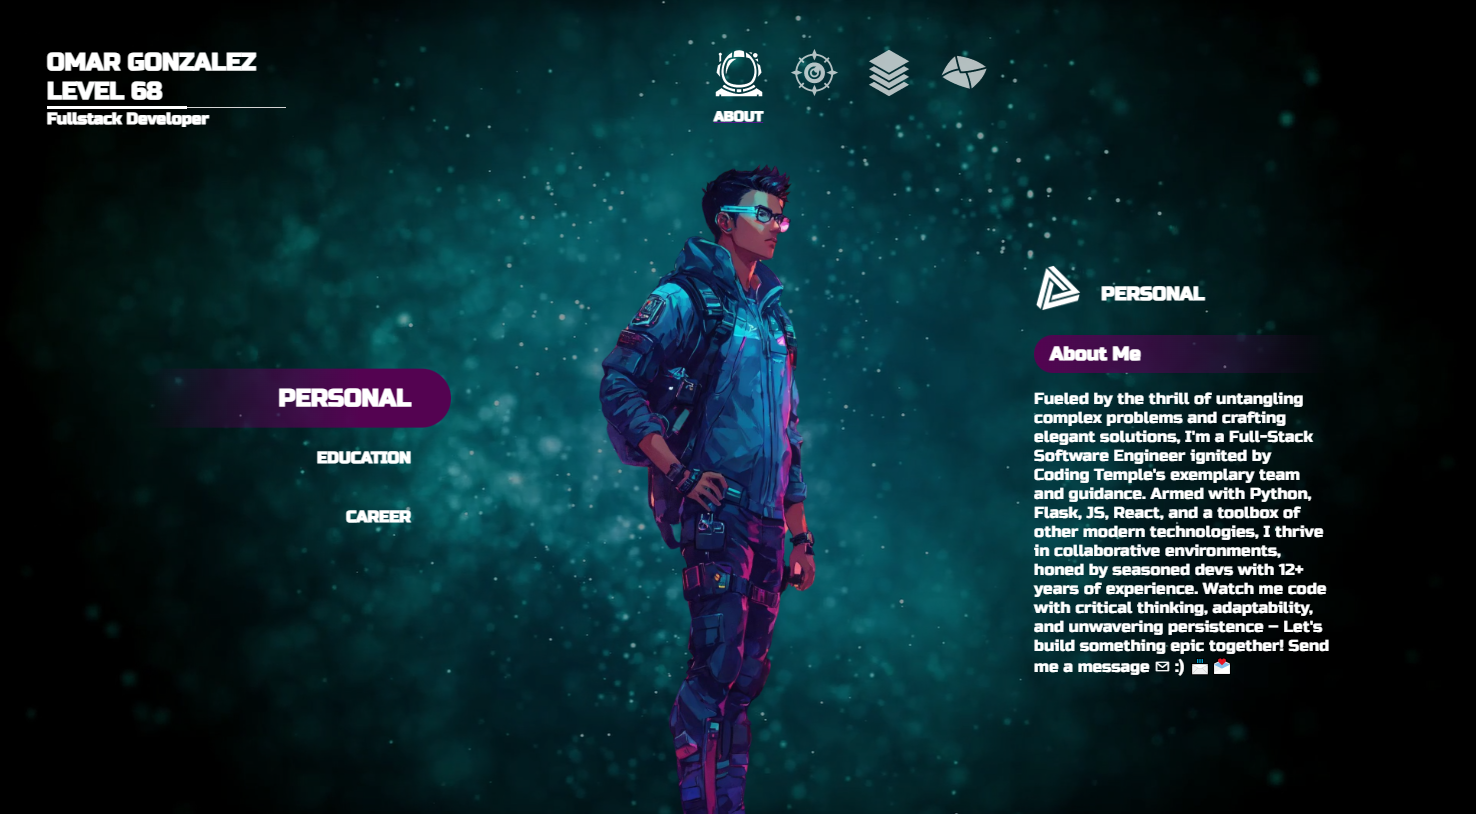 OMAR GONZALEZ
LEVEL 68
Fullstack Developer
ABOUT
PERSONAL
EDUCATION
CAREER
PERSONAL
About Me
Fueled by the thrill of untangling
complex problems and crafting
elegant solutions, I'm a Full-Stack
Software Engineer ignited by
Coding Temple's exemplary team
and guidance. Armed with Python,
Flask, JS, React, and a toolbox of
other modern technologies, I thrive
in collaborative environments,
honed by seasoned devs with 12+
years of experience. Watch me code
with critical thinking, adaptability,
and unwavering persistence – Let's
build something epic together! Send
me a message ✉ :) 📨 💌